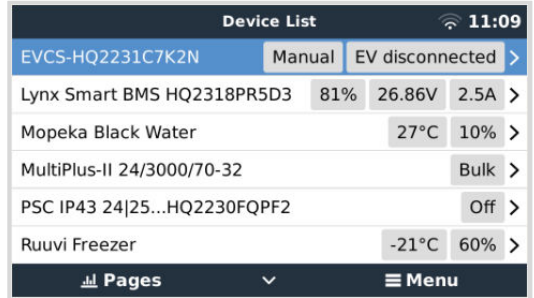 Device List 11:09
EVCS-HQ2231C7K2N Manual EV disconnected
Lynx Smart BMS HQ2318PR5D3 81% 26.86V 2.5A
Mopeka Black Water 27°C 10%
MultiPlus-II 24/3000/70-32 Bulk
PSC IP43 24|25...HQ2230FQPF2 Off
Ruuvi Freezer -21°C 60%
Pages Menu